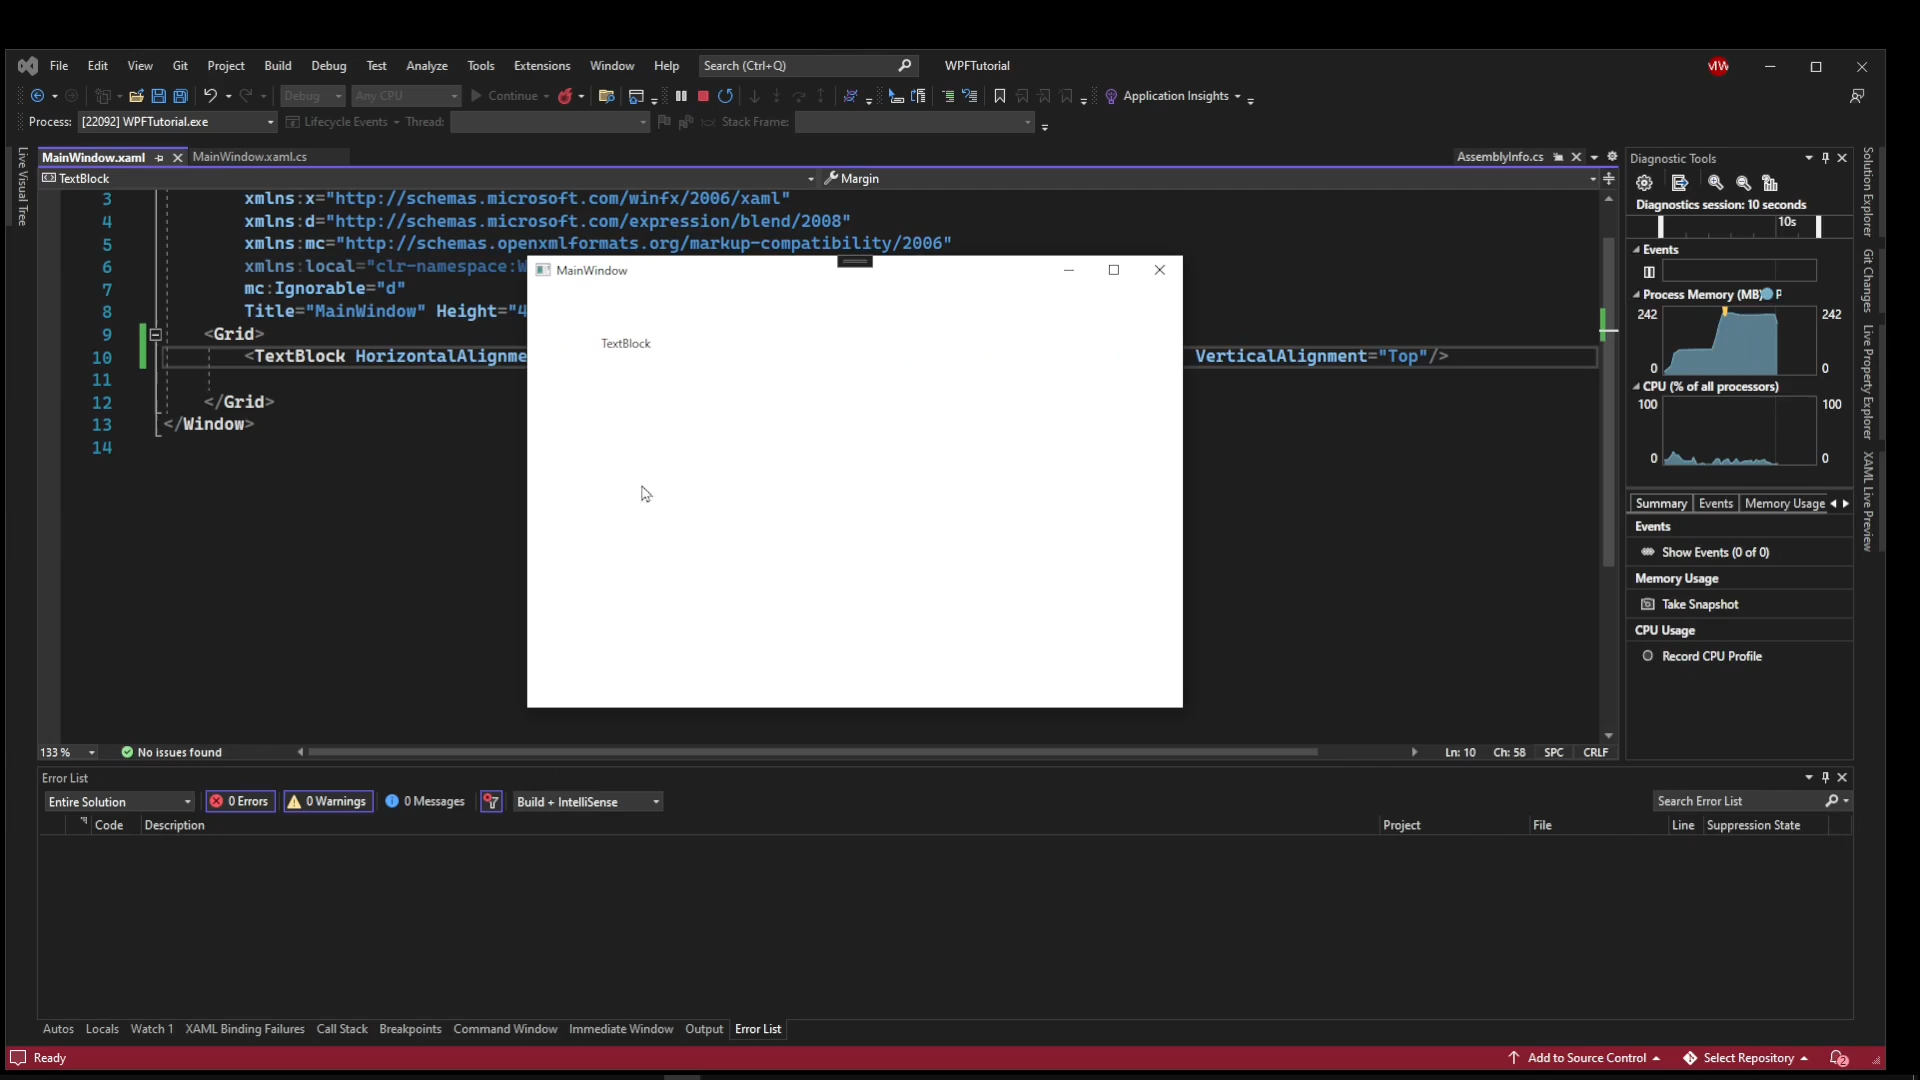 File Edit View Git Project Build Debug Test Analyze Tools Extensions Window Help Search (Ctrl+Q) WPFTutorial
Debug Any CPU Continue Application Insights
Process: [22092] WPFTutorial.exe Lifecycle Events Thread: Stack Frame:
Live Visual Tree
MainWindow.xaml MainWindow.xaml.cs AssemblyInfo.cs
TextBlock Margin
3 xmlns:x="http://schemas.microsoft.com/winfx/2006/xaml"
4 xmlns:d="http://schemas.microsoft.com/expression/blend/2008"
5 xmlns:mc="http://schemas.openxmlformats.org/markup-compatibility/2006"
6 xmlns:local="clr-namespace:W
7 mc:Ignorable="d"
8 Title="MainWindow" Height="4
9 <Grid>
10 <TextBlock HorizontalAlignme VerticalAlignment="Top"/>
11
12 </Grid>
13 </Window>
14
MainWindow
TextBlock
133 % No issues found Ln: 10 Ch: 58 SPC CRLF
Diagnostic Tools
Diagnostics session: 10 seconds
10s
Events
Process Memory (MB) P
242 242
0 0
CPU (% of all processors)
100 100
0 0
Summary Events Memory Usage
Events
Show Events (0 of 0)
Memory Usage
Take Snapshot
CPU Usage
Record CPU Profile
Solution Explorer
Git Changes
Live Property Explorer
XAML Live Preview
Error List
Entire Solution 0 Errors 0 Warnings 0 Messages Build + IntelliSense Search Error List
Code Description Project File Line Suppression State
Autos Locals Watch 1 XAML Binding Failures Call Stack Breakpoints Command Window Immediate Window Output Error List
Ready Add to Source Control Select Repository 2